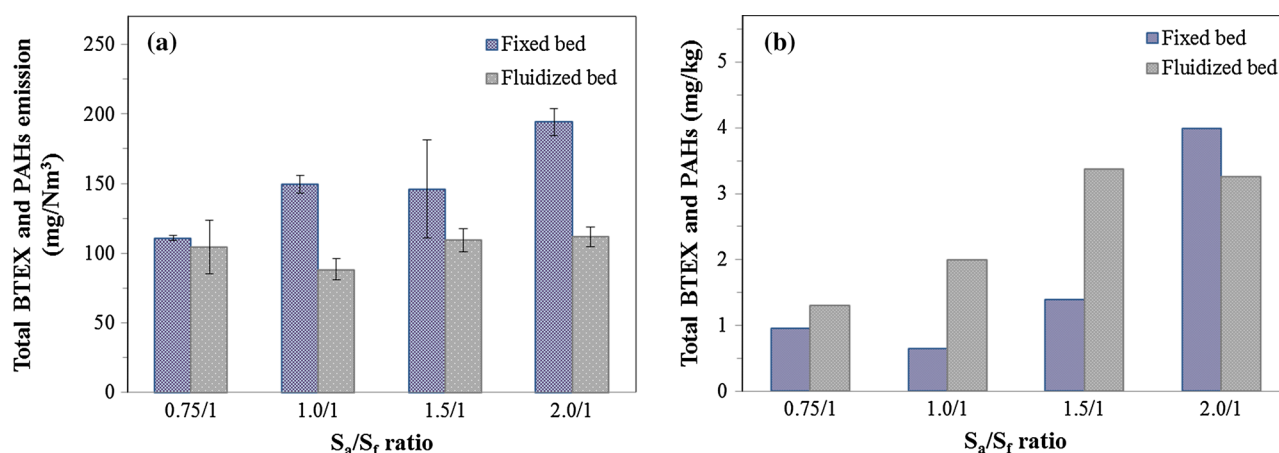 Total BTEX and PAHs emission
(mg/Nm³)
250
200
150
100
50
0
(a)
Fixed bed
Fluidized bed
0.75/1 1.0/1 1.5/1 2.0/1
Sa/Sf ratio
Total BTEX and PAHs (mg/kg)
5
4
3
2
1
0
(b)
Fixed bed
Fluidized bed
0.75/1 1.0/1 1.5/1 2.0/1
Sa/Sf ratio